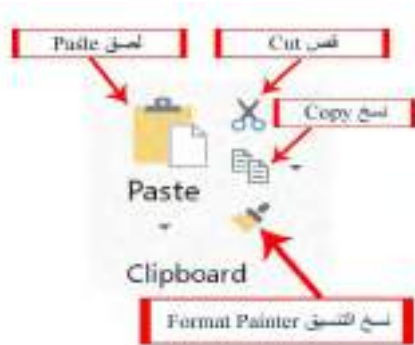 لصق Paste
قص Cut
نسخ Copy
Paste
Clipboard
نسخ التنسيق Format Painter